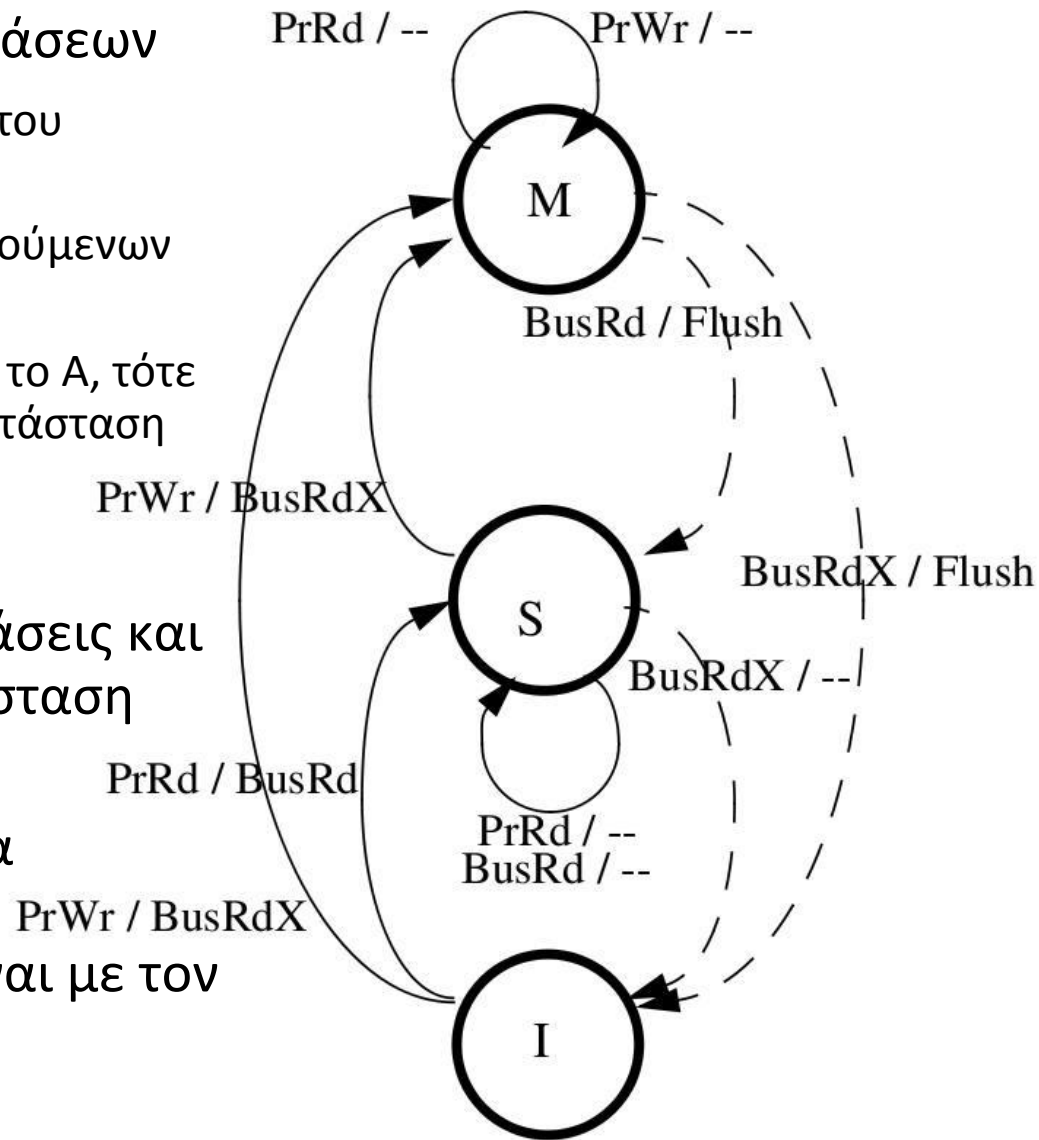 άσεων
του
ούμενων
το Α, τότε
τάσταση
άσεις και
σταση
α
ναι με τον
PrRd / --
PrWr / --
M
BusRd / Flush
PrWr / BusRdX
BusRdX / Flush
S
BusRdX / --
PrRd / BusRd
PrRd / --
BusRd / --
PrWr / BusRdX
I